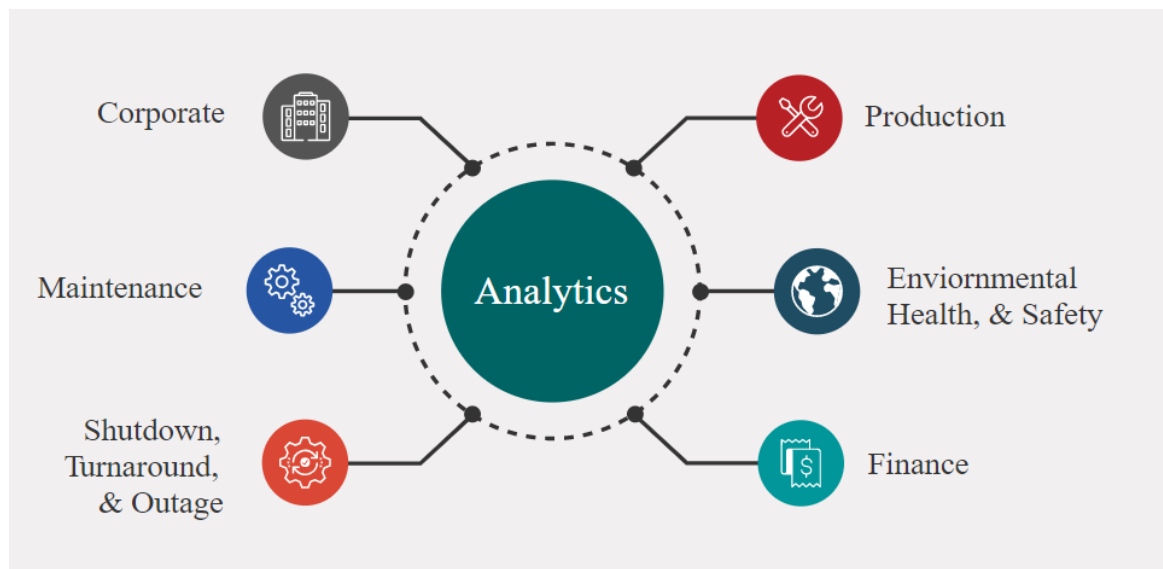 Corporate
Production
Maintenance
Analytics
Enviornmental
Health, & Safety
Shutdown,
Turnaround,
& Outage
$
Finance